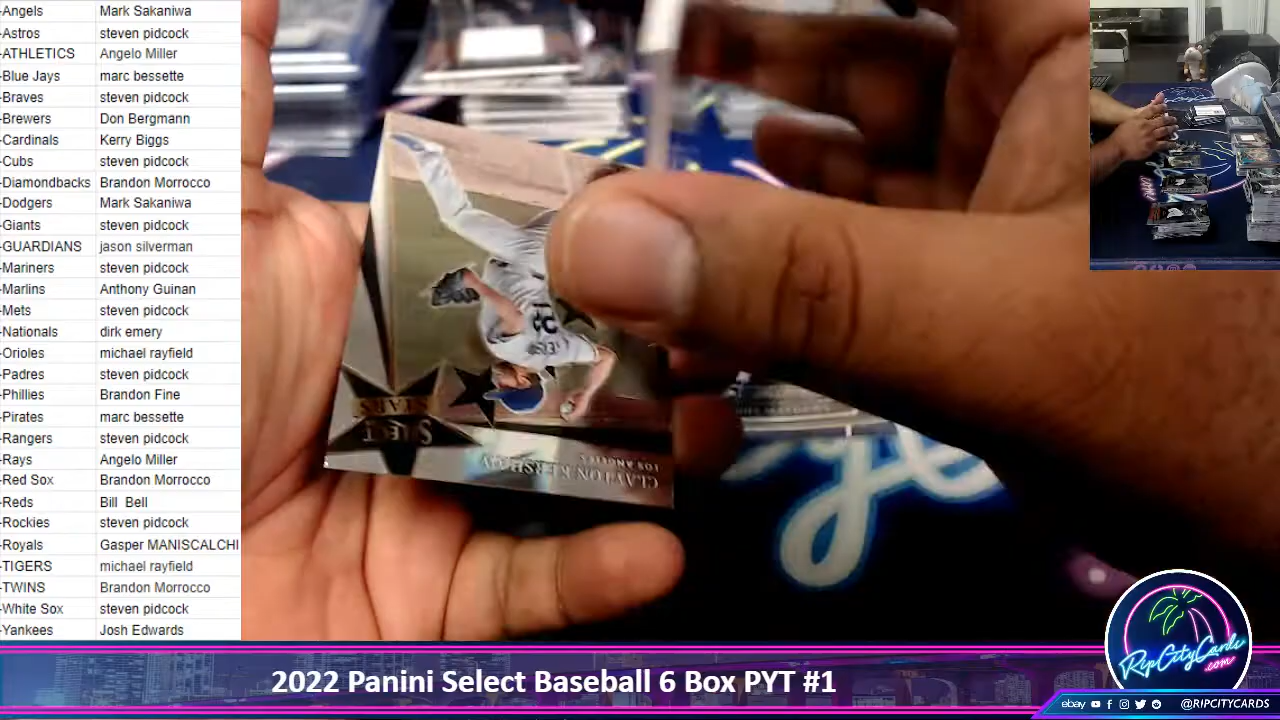 -Angels Mark Sakaniwa
-Astros steven pidcock
-ATHLETICS Angelo Miller
-Blue Jays marc bessette
-Braves steven pidcock
-Brewers Don Bergmann
-Cardinals Kerry Biggs
-Cubs steven pidcock
-Diamondbacks Brandon Morrocco
-Dodgers Mark Sakaniwa
-Giants steven pidcock
-GUARDIANS jason silverman
-Mariners steven pidcock
-Marlins Anthony Guinan
-Mets steven pidcock
-Nationals dirk emery
-Orioles michael rayfield
-Padres steven pidcock
-Phillies Brandon Fine
-Pirates marc bessette
-Rangers steven pidcock
-Rays Angelo Miller
-Red Sox Brandon Morrocco
-Reds Bill Bell
-Rockies steven pidcock
-Royals Gasper MANISCALCHI
-TIGERS michael rayfield
-TWINS Brandon Morrocco
-White Sox steven pidcock
-Yankees Josh Edwards
SELECT
STARS
CLAYTON KERSHAW
LOS ANGELES
RipCityCards
.com
2022 Panini Select Baseball 6 Box PYT #1
ebay
@RIPCITYCARDS